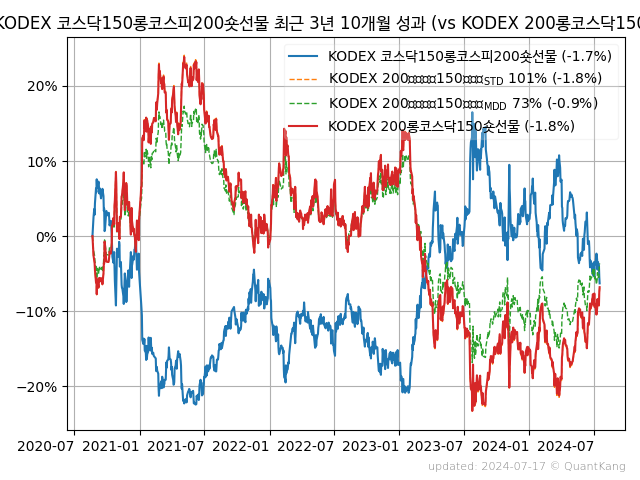 KODEX 코스닥150롱코스피200숏선물 최근 3년 10개월 성과 (vs KODEX 200롱코스닥150
KODEX 코스닥150롱코스피200숏선물 (-1.7%)
KODEX 200□□□□150□□□STD 101% (-1.8%)
KODEX 200□□□□150□□□MDD 73% (-0.9%)
KODEX 200롱코스닥150숏선물 (-1.8%)
20%
10%
0%
−10%
−20%
2020-07 2021-01 2021-07 2022-01 2022-07 2023-01 2023-07 2024-01 2024-07
updated: 2024-07-17 © QuantKang